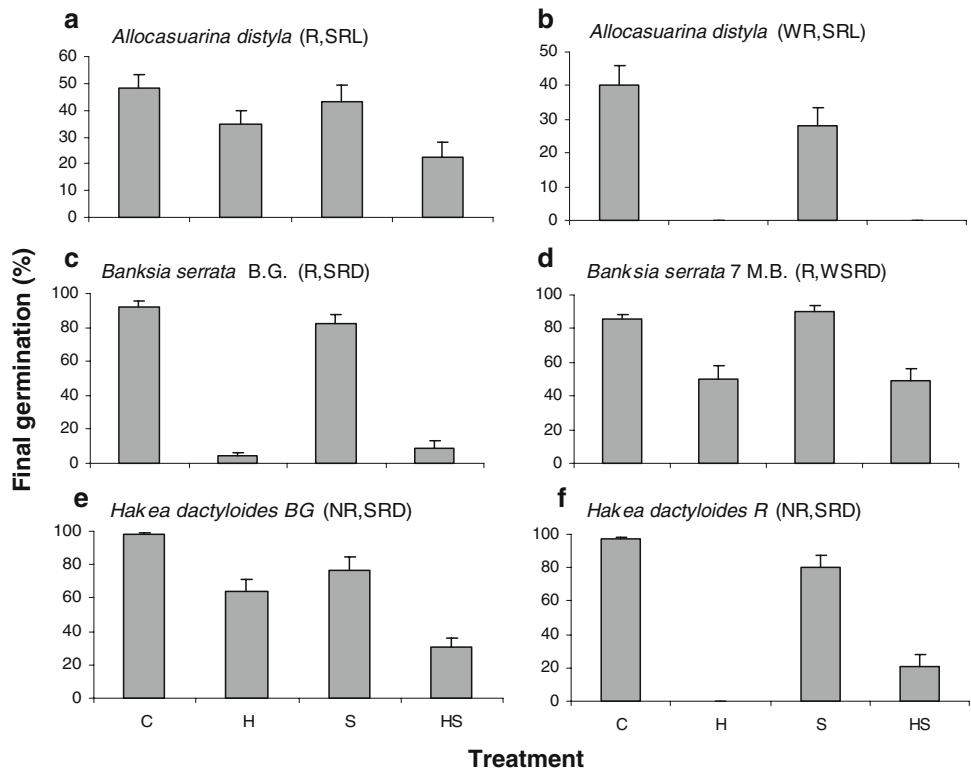 a
Allocasuarina distyla (R,SRL)
60
50
40
30
20
10
0
b
Allocasuarina distyla (WR,SRL)
50
40
30
20
10
0
Final germination (%)
c
Banksia serrata B.G. (R,SRD)
100
80
60
40
20
0
d
Banksia serrata 7 M.B. (R,WSRD)
100
80
60
40
20
0
e
Hakea dactyloides BG (NR,SRD)
100
80
60
40
20
0
C H S HS
f
Hakea dactyloides R (NR,SRD)
100
80
60
40
20
0
C H S HS
Treatment